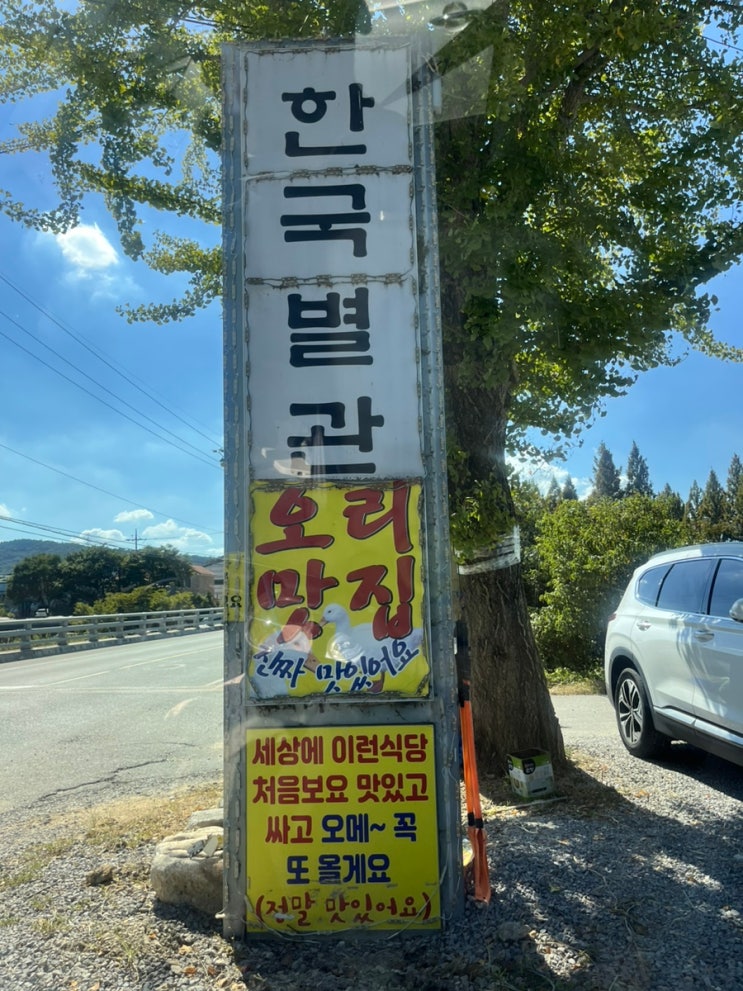 한국별관
오리
맛집
진짜 맛있어요
세상에 이런식당
처음보요 맛있고
싸고 오메~ 꼭
또 올게요
(정말 맛있어요)
요